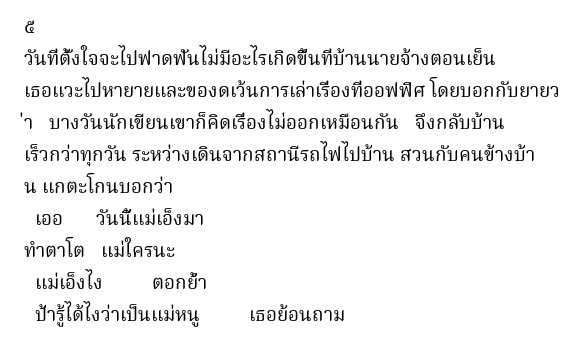 ๕
วันที่ตั้งใจจะไปฟาดฟันไม่มีอะไรเกิดขึ้นที่บ้านนายจ้างตอนเย็น
เธอแวะไปหายายและของดเว้นการเล่าเรื่องที่ออฟฟิศ โดยบอกกับยายว
่า บางวันนักเขียนเขาก็คิดเรื่องไม่ออกเหมือนกัน จึงกลับบ้าน
เร็วกว่าทุกวัน ระหว่างเดินจากสถานีรถไฟไปบ้าน สวนกับคนข้างบ้า
น แกตะโกนบอกว่า
เออ วันนี้แม่เอ็งมา
ทำตาโต แม่ใครนะ
แม่เอ็งไง ตอกย้ำ
ป้ารู้ได้ไงว่าเป็นแม่หนู เธอย้อนถาม